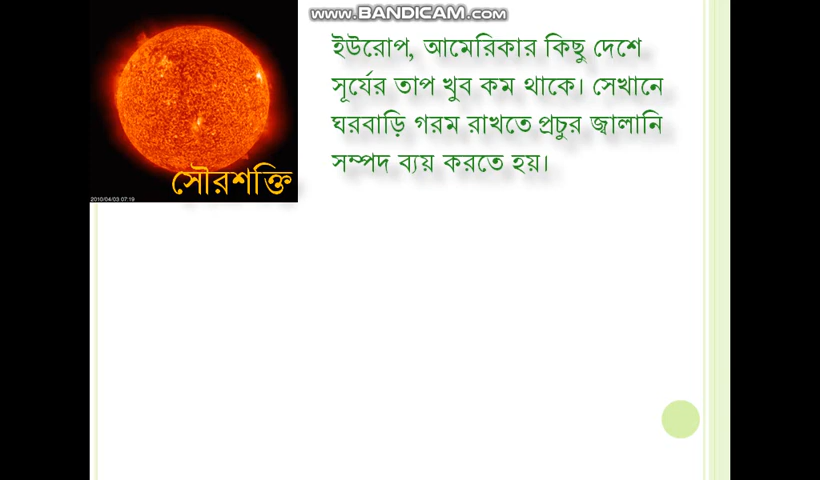 www.BANDICAM.com
ইউরোপ, আমেরিকার কিছু দেশে
সূর্যের তাপ খুব কম থাকে। সেখানে
ঘরবাড়ি গরম রাখতে প্রচুর জ্বালানি
সম্পদ ব্যয় করতে হয়।
সৌরশক্তি
2010/04/03 07:19